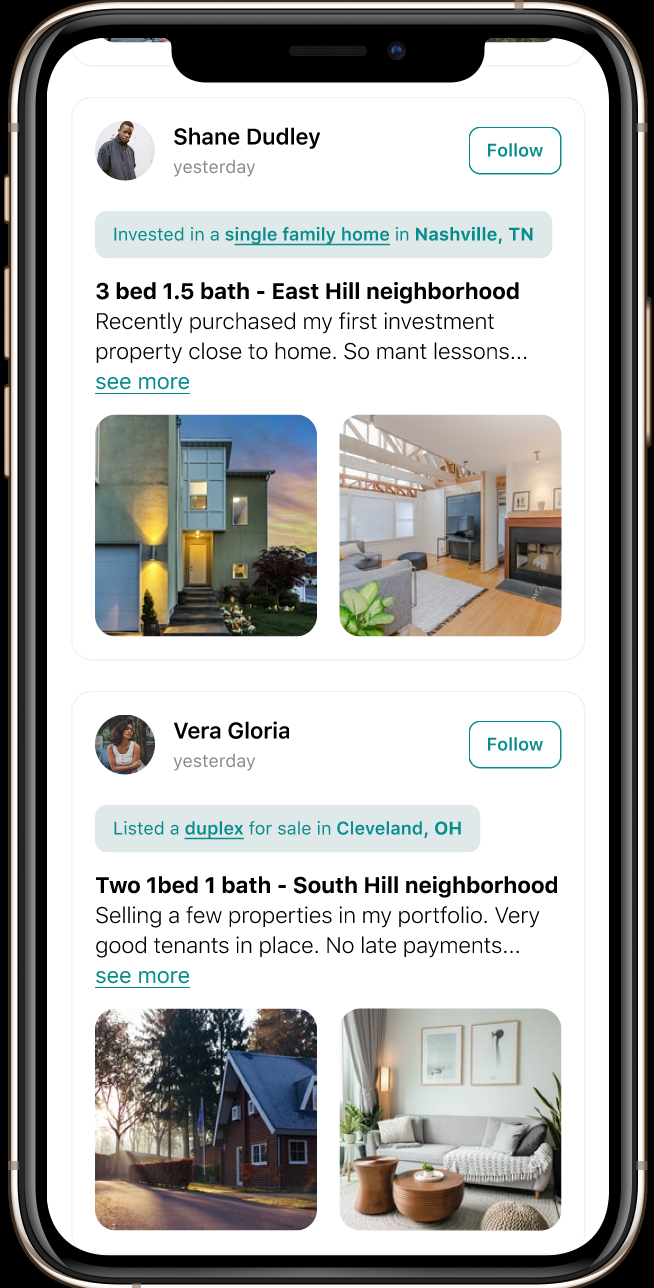 Shane Dudley
yesterday
Follow
Invested in a single family home in Nashville, TN
3 bed 1.5 bath - East Hill neighborhood
Recently purchased my first investment
property close to home. So mant lessons...
see more
Vera Gloria
yesterday
Follow
Listed a duplex for sale in Cleveland, OH
Two 1bed 1 bath - South Hill neighborhood
Selling a few properties in my portfolio. Very
good tenants in place. No late payments...
see more